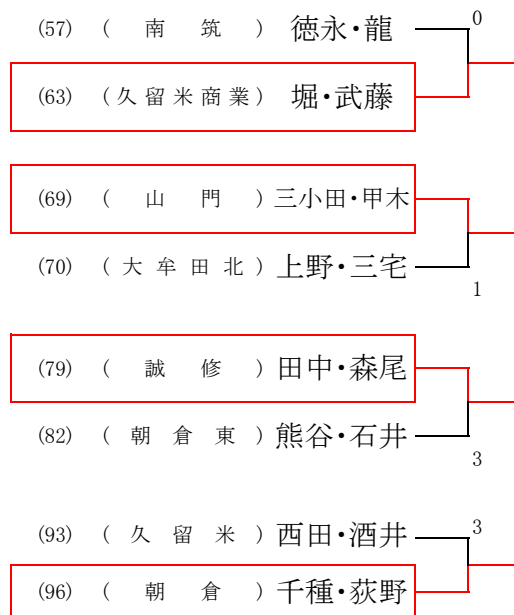 (57) ( 南 筑 ) 徳永・龍 0
(63) ( 久 留 米 商 業 ) 堀・武藤
(69) ( 山 門 ) 三小田・甲木
(70) ( 大 牟 田 北 ) 上野・三宅
1
(79) ( 誠 修 ) 田中・森尾
(82) ( 朝 倉 東 ) 熊谷・石井
3
(93) ( 久 留 米 ) 西田・酒井 3
(96) ( 朝 倉 ) 千種・荻野